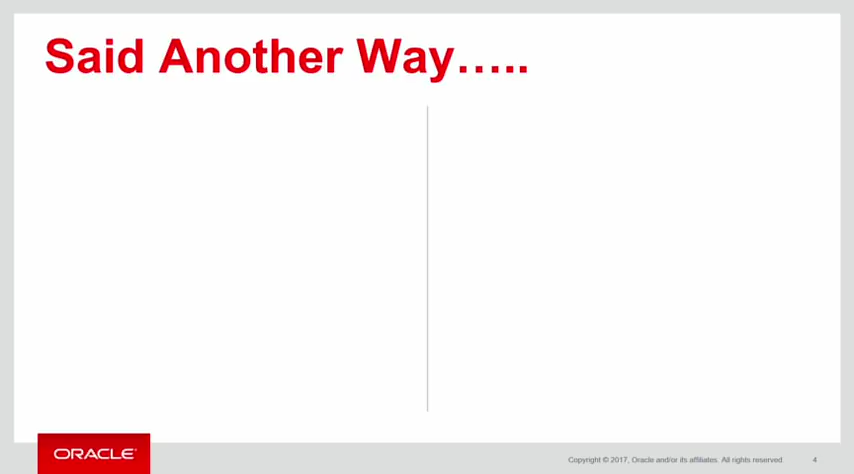 Said Another Way…..
ORACLE
Copyright © 2017, Oracle and/or its affiliates. All rights reserved
4